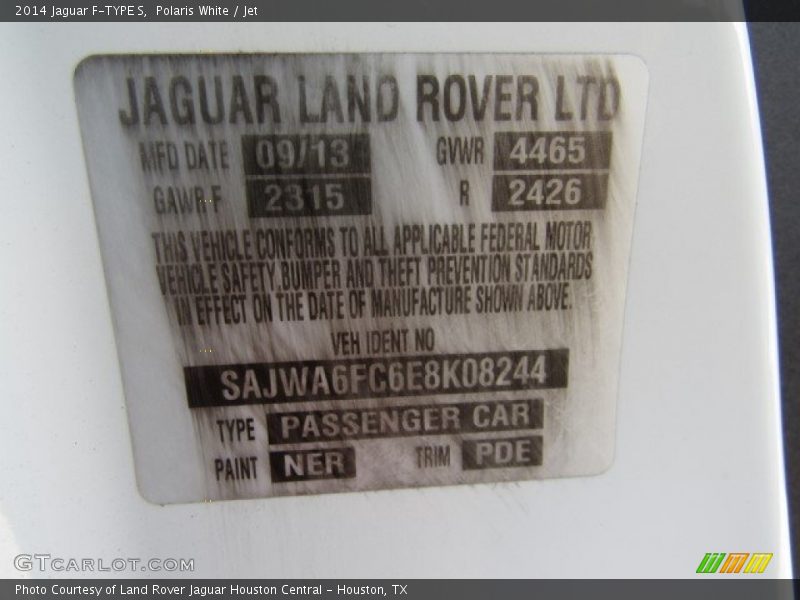 2014 Jaguar F-TYPE S, Polaris White / Jet
JAGUAR LAND ROVER LTD
MFD DATE 09/13 GVWR 4465
GAWR F 2315 R 2426
THIS VEHICLE CONFORMS TO ALL APPLICABLE FEDERAL MOTOR
VEHICLE SAFETY, BUMPER AND THEFT PREVENTION STANDARDS
IN EFFECT ON THE DATE OF MANUFACTURE SHOWN ABOVE.
VEH IDENT NO
SAJWA6FC6E8K08244
TYPE PASSENGER CAR
PAINT NER TRIM PDE
GTCARLOT.COM
Photo Courtesy of Land Rover Jaguar Houston Central - Houston, TX